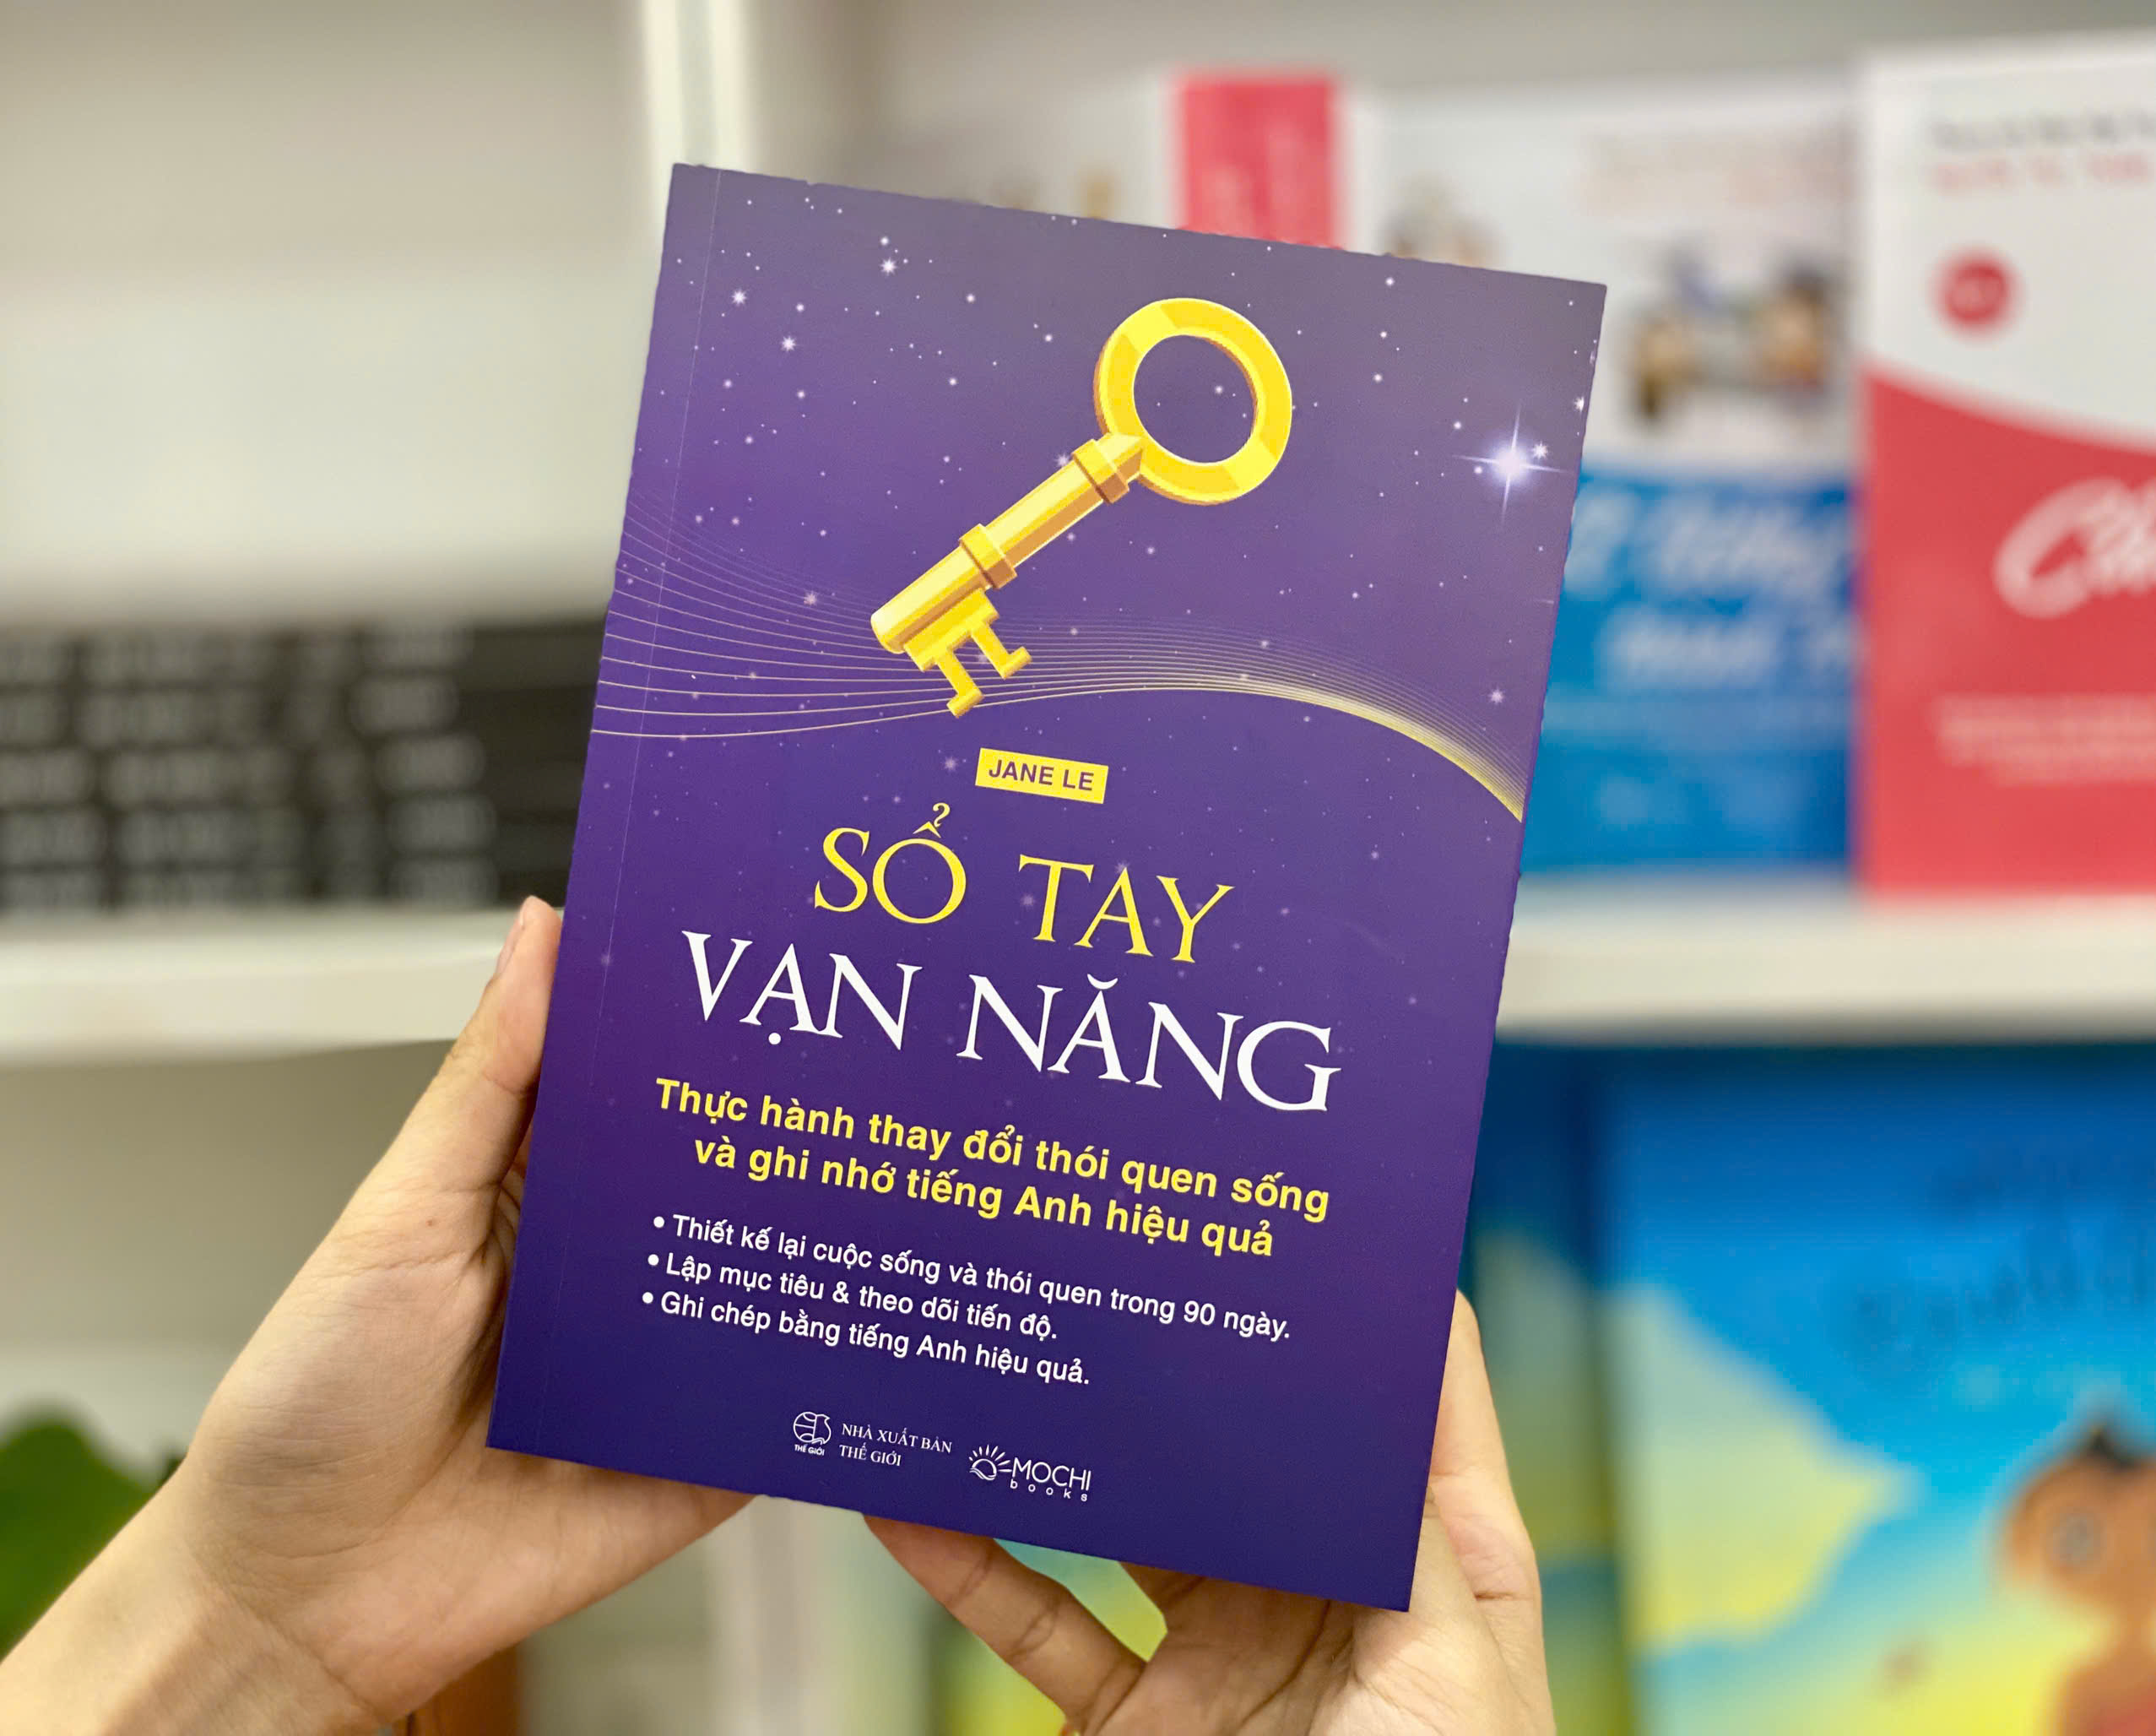 JANE LE
SỔ TAY
VẠN NĂNG
Thực hành thay đổi thói quen sống
và ghi nhớ tiếng Anh hiệu quả
• Thiết kế lại cuộc sống và thói quen trong 90 ngày.
• Lập mục tiêu & theo dõi tiến độ.
• Ghi chép bằng tiếng Anh hiệu quả.
THẾ GIỚI
NHÀ XUẤT BẢN
THẾ GIỚI
MOCHI
books